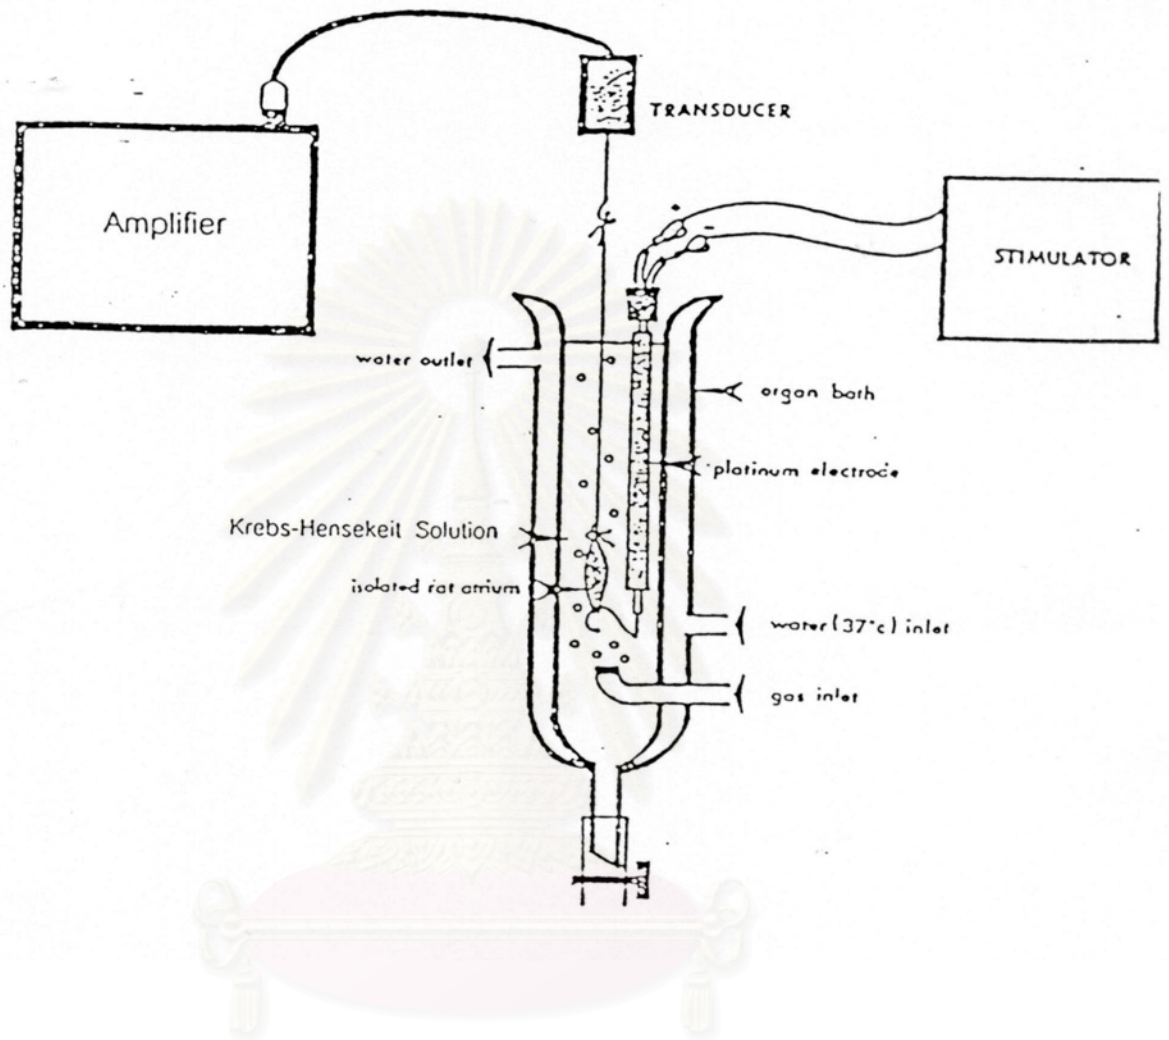 TRANSDUCER
Amplifier
+
-
STIMULATOR
water outlet
organ bath
platinum electrode
Krebs-Hensekeit Solution
isolated rat atrium
water (37°c) inlet
gas inlet